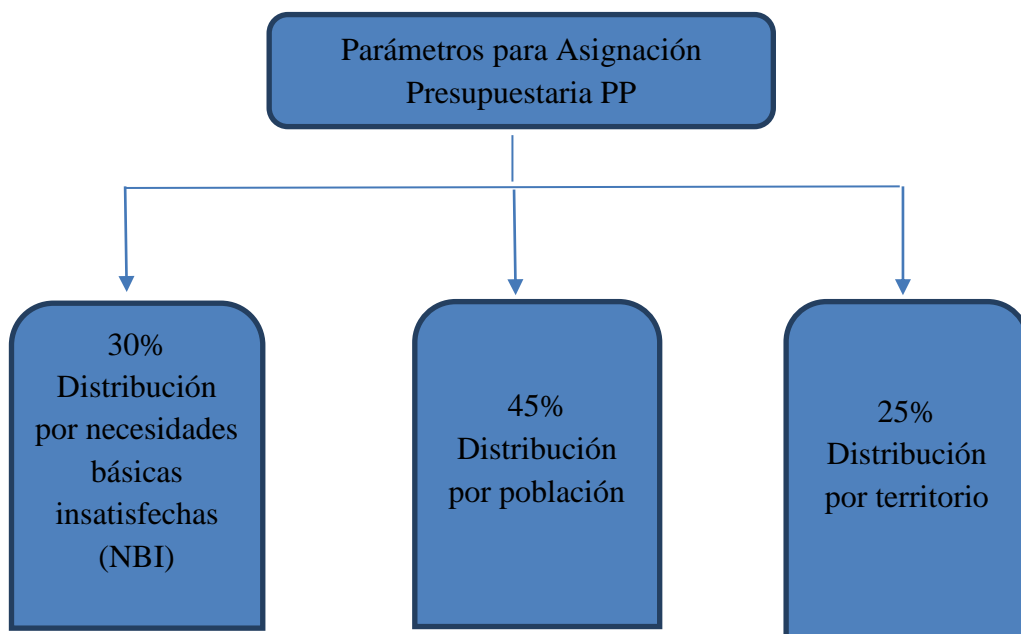 Parámetros para Asignación
Presupuestaria PP
30%
Distribución
por necesidades
básicas
insatisfechas
(NBI)
45%
Distribución
por población
25%
Distribución
por territorio